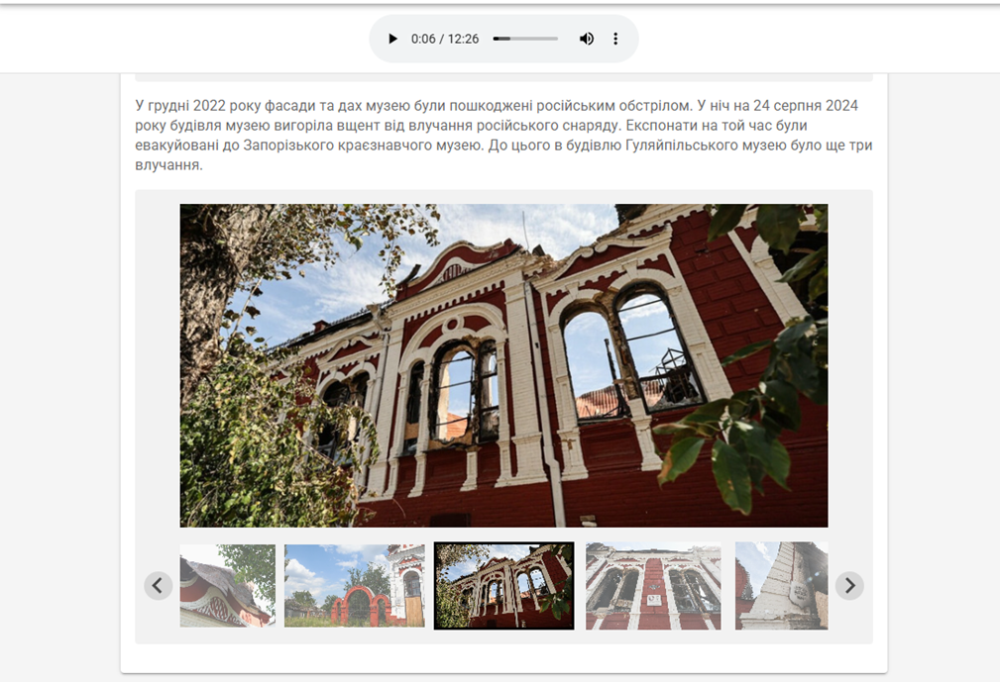 0:06 / 12:26
У грудні 2022 року фасади та дах музею були пошкоджені російським обстрілом. У ніч на 24 серпня 2024
року будівля музею вигоріла вщент від влучання російського снаряду. Експонати на той час були
евакуйовані до Запорізького краєзнавчого музею. До цього в будівлю Гуляйпільського музею було ще три
влучання.